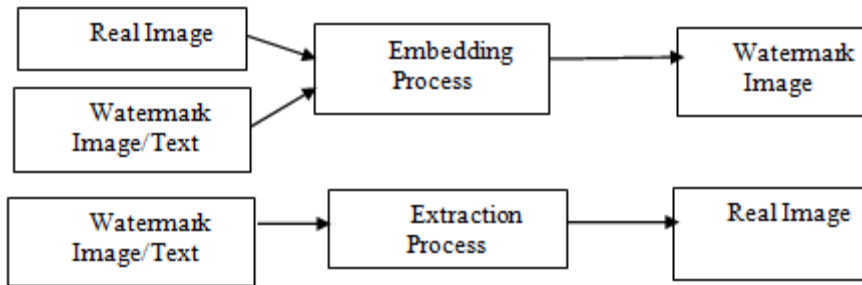 Real Image
Embedding
Process
Watermark
Image
Watermark
Image/Text
Watermark
Image/Text
Extraction
Process
Real Image